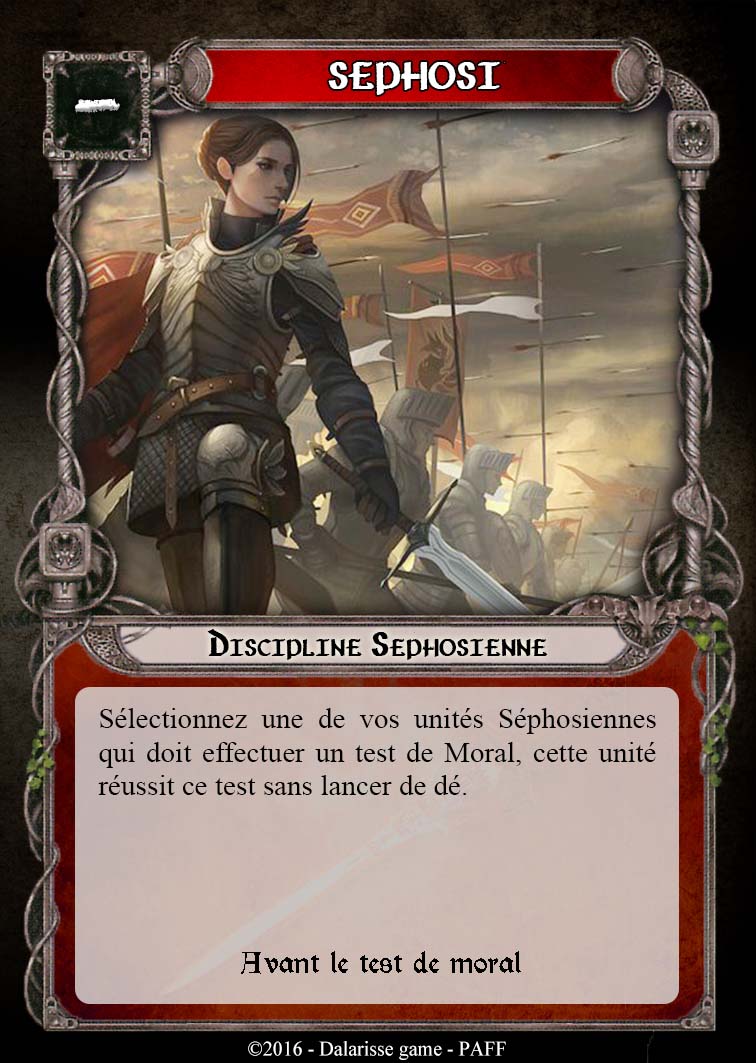 -
SEPHOSI
Discipline Sephosienne
Sélectionnez une de vos unités Séphosiennes
qui doit effectuer un test de Moral, cette unité
réussit ce test sans lancer de dé.
Avant le test de moral
©2016 - Dalarisse game - PAFF